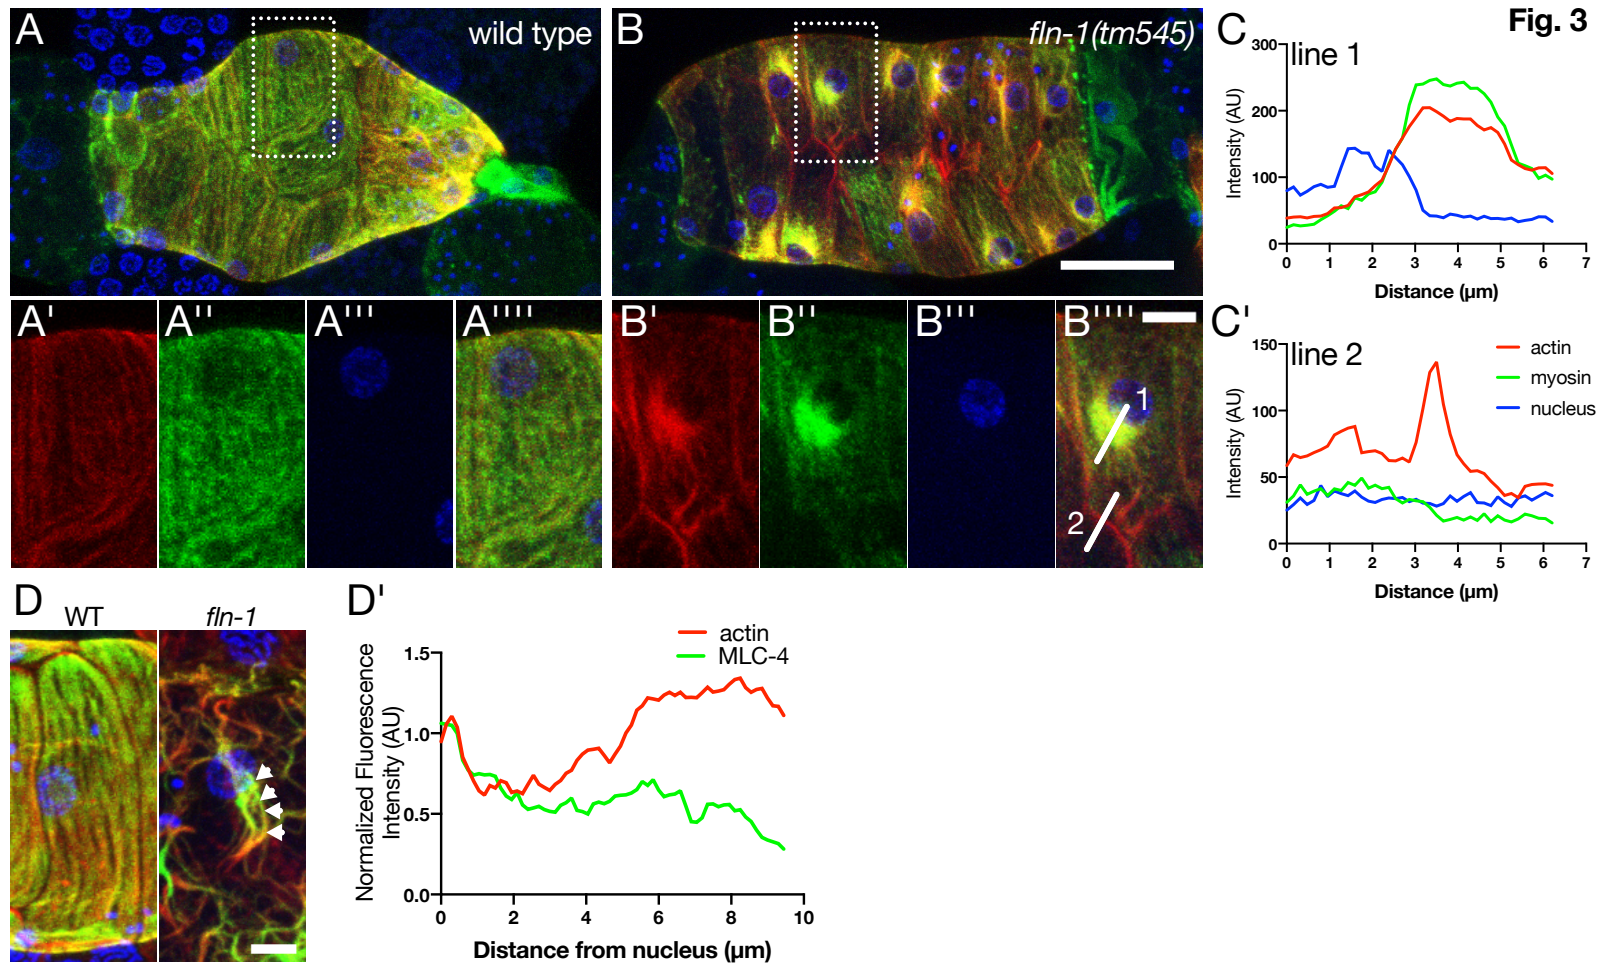 Fig. 3
A
wild type
B
fln-1(tm545)
C
line 1
300
200
100
0
Intensity (AU)
0 1 2 3 4 5 6 7
Distance (µm)
A'
A''
A'''
A''''
B'
B''
B'''
B''''
1
2
C'
line 2
150
100
50
0
Intensity (AU)
0 1 2 3 4 5 6 7
Distance (µm)
actin
myosin
nucleus
D
WT
fln-1
D'
actin
MLC-4
Normalized Fluorescence
Intensity (AU)
1.5
1.0
0.5
0.0
0 2 4 6 8 10
Distance from nucleus (µm)